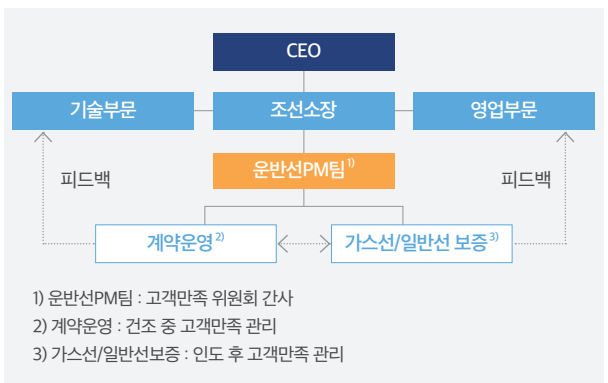 CEO
기술부문
조선소장
영업부문
운반선PM팀1)
피드백
피드백
계약운영2)
가스선/일반선 보증3)
1) 운반선PM팀 : 고객만족 위원회 간사
2) 계약운영 : 건조 중 고객만족 관리
3) 가스선/일반선보증 : 인도 후 고객만족 관리